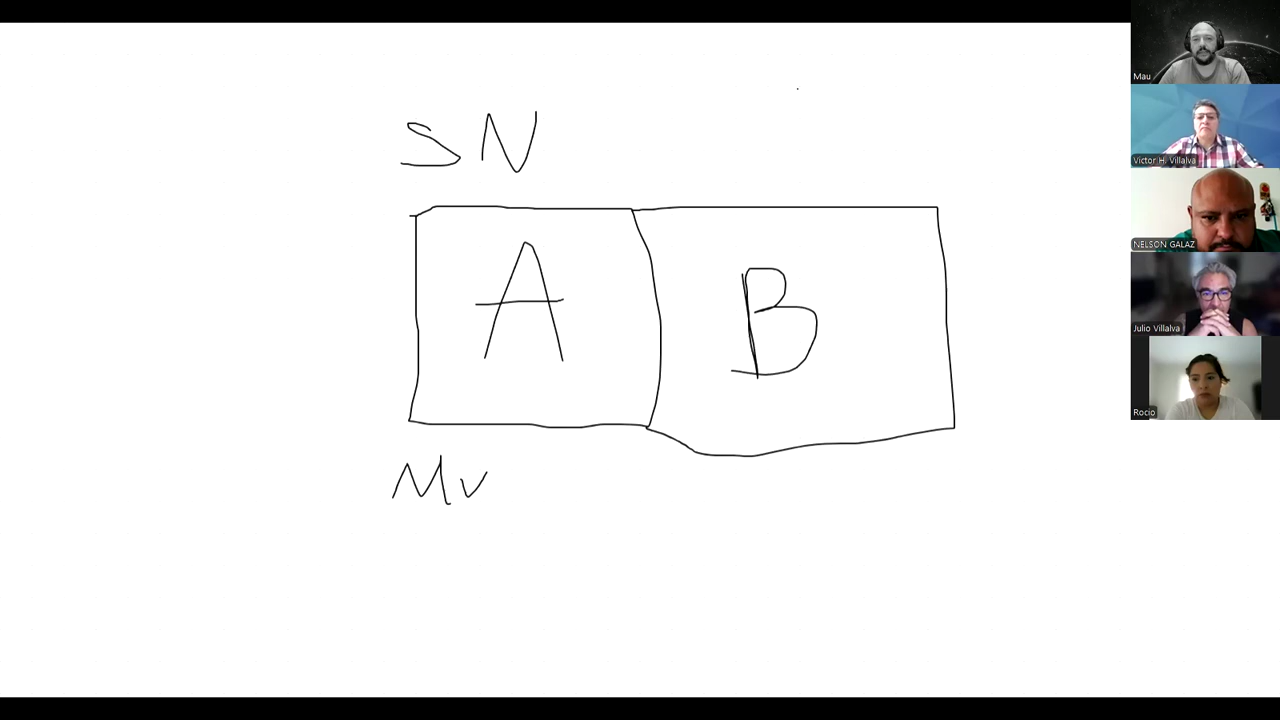 SN
A B
Mv
Mau
Victor H. Villalva
NELSON GALAZ
Julio Villalva
Rocio